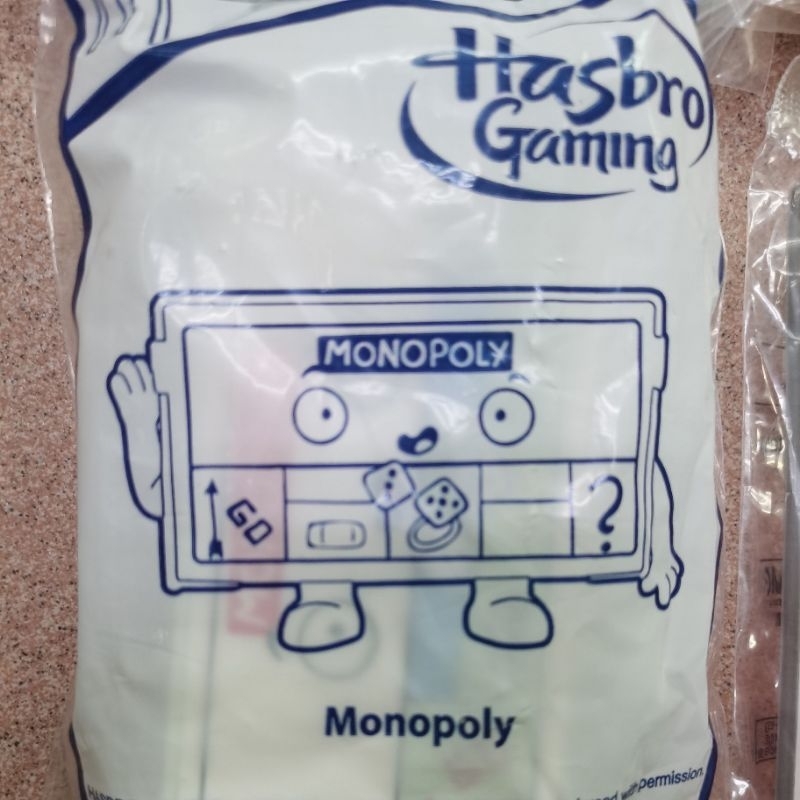 Hasbro
Gaming
MONOPOLY
GO
?
Monopoly
permission.